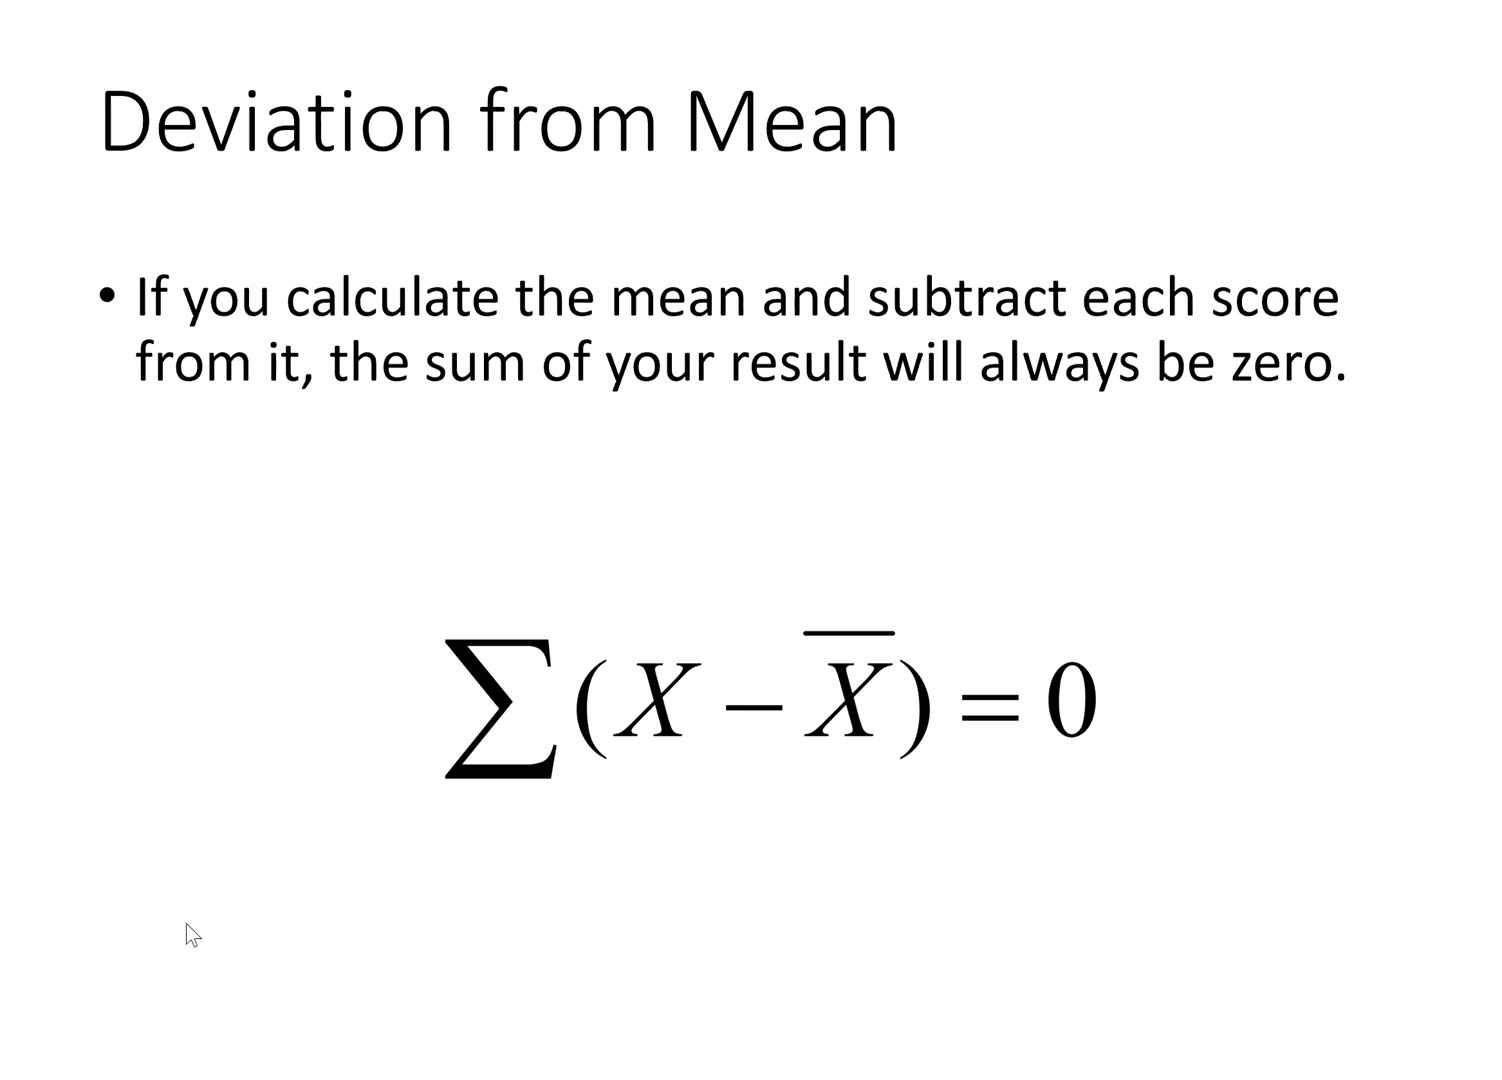 Deviation from Mean
• If you calculate the mean and subtract each score
from it, the sum of your result will always be zero.
∑(X − X̅) = 0